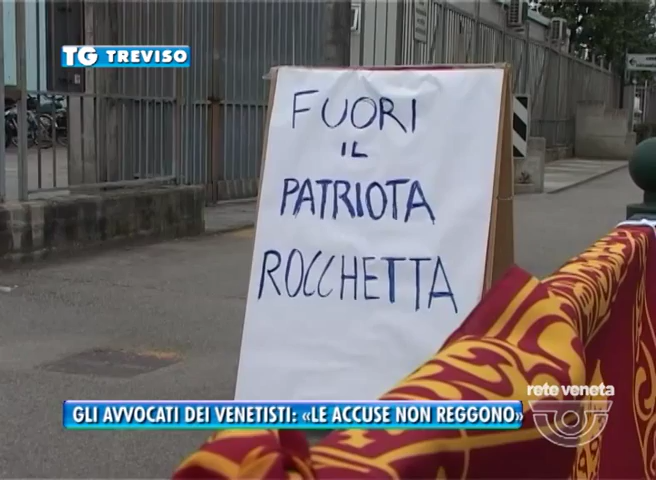 TG TREVISO
FUORI
IL
PATRIOTA
ROCCHETTA
rete veneta
GLI AVVOCATI DEI VENETISTI: «LE ACCUSE NON REGGONO»